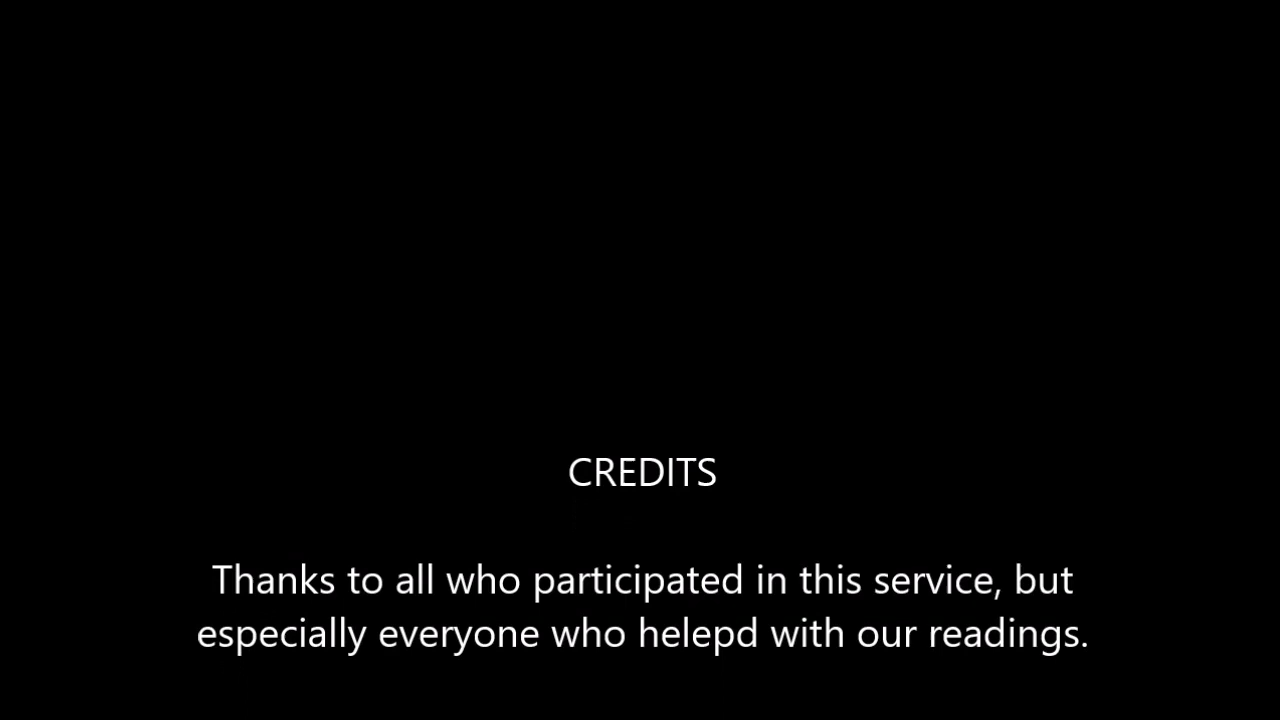 CREDITS
Thanks to all who participated in this service, but
especially everyone who helepd with our readings.